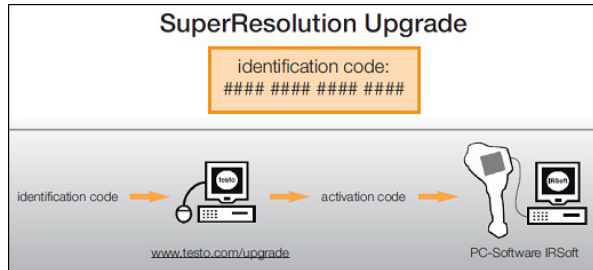 SuperResolution Upgrade
identification code:
#### #### #### ####
identification code
testo
activation code
IRSoft
www.testo.com/upgrade
PC-Software IRSoft